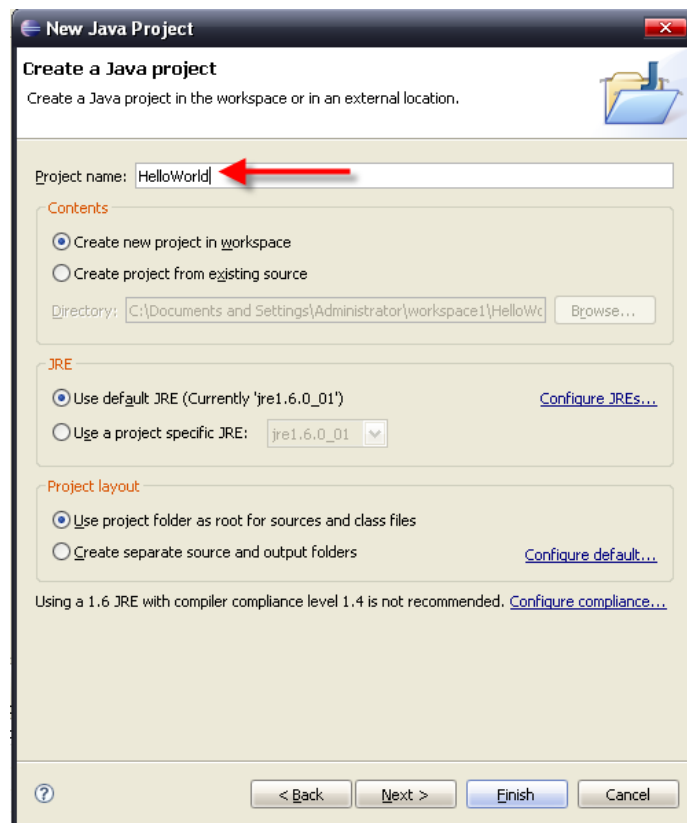 New Java Project
Create a Java project
Create a Java project in the workspace or in an external location.
Project name: HelloWorld
Contents
Create new project in workspace
Create project from existing source
Directory: C:\Documents and Settings\Administrator\workspace1\HelloWo Browse...
JRE
Use default JRE (Currently 'jre1.6.0_01') Configure JREs...
Use a project specific JRE: jre1.6.0_01
Project layout
Use project folder as root for sources and class files
Create separate source and output folders Configure default...
Using a 1.6 JRE with compiler compliance level 1.4 is not recommended. Configure compliance...
? < Back Next > Finish Cancel